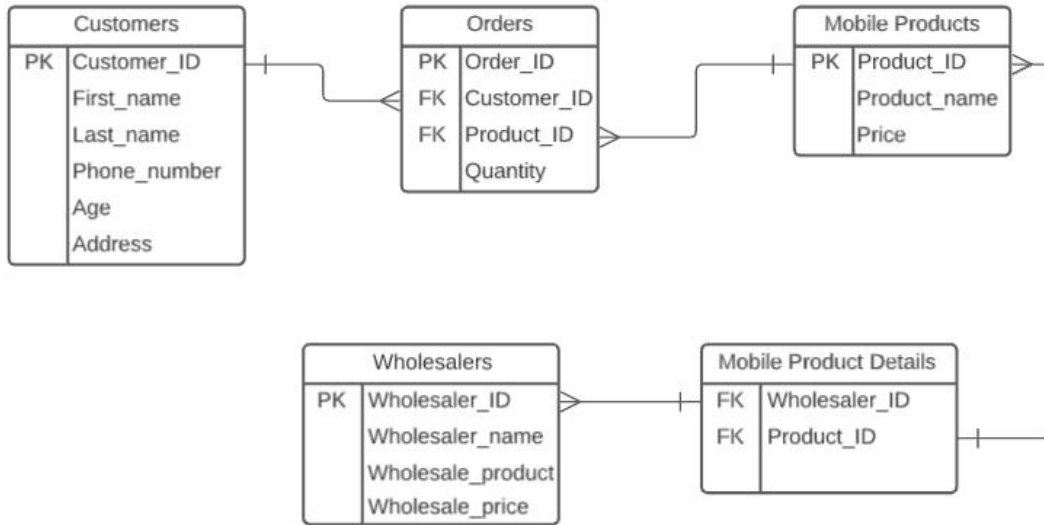 Customers
PK Customer_ID
First_name
Last_name
Phone_number
Age
Address
Orders
PK Order_ID
FK Customer_ID
FK Product_ID
Quantity
Mobile Products
PK Product_ID
Product_name
Price
Wholesalers
PK Wholesaler_ID
Wholesaler_name
Wholesale_product
Wholesale_price
Mobile Product Details
FK Wholesaler_ID
FK Product_ID